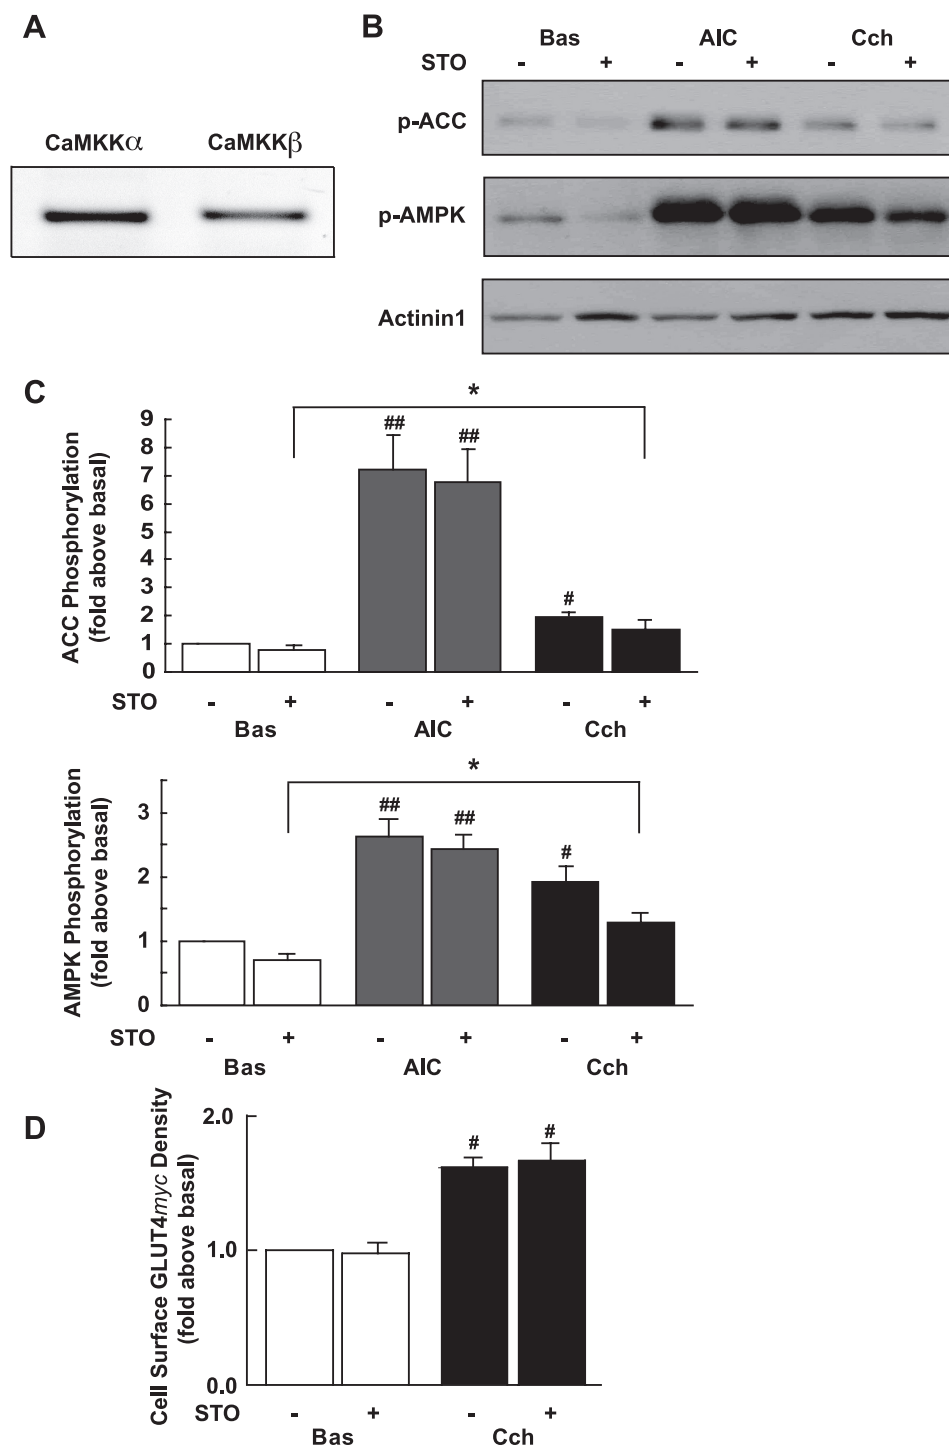 A
CaMKKα CaMKKβ
B
Bas AIC Cch
STO - + - + - +
p-ACC
p-AMPK
Actinin1
C
ACC Phosphorylation
(fold above basal)
9
8
7
6
5
4
3
2
1
0
*
## ##
#
STO - + - + - +
Bas AIC Cch
AMPK Phosphorylation
(fold above basal)
3
2
1
0
*
## ##
#
STO - + - + - +
Bas AIC Cch
D
Cell Surface GLUT4myc Density
(fold above basal)
2.0
1.0
0.0
# #
STO - + - +
Bas Cch